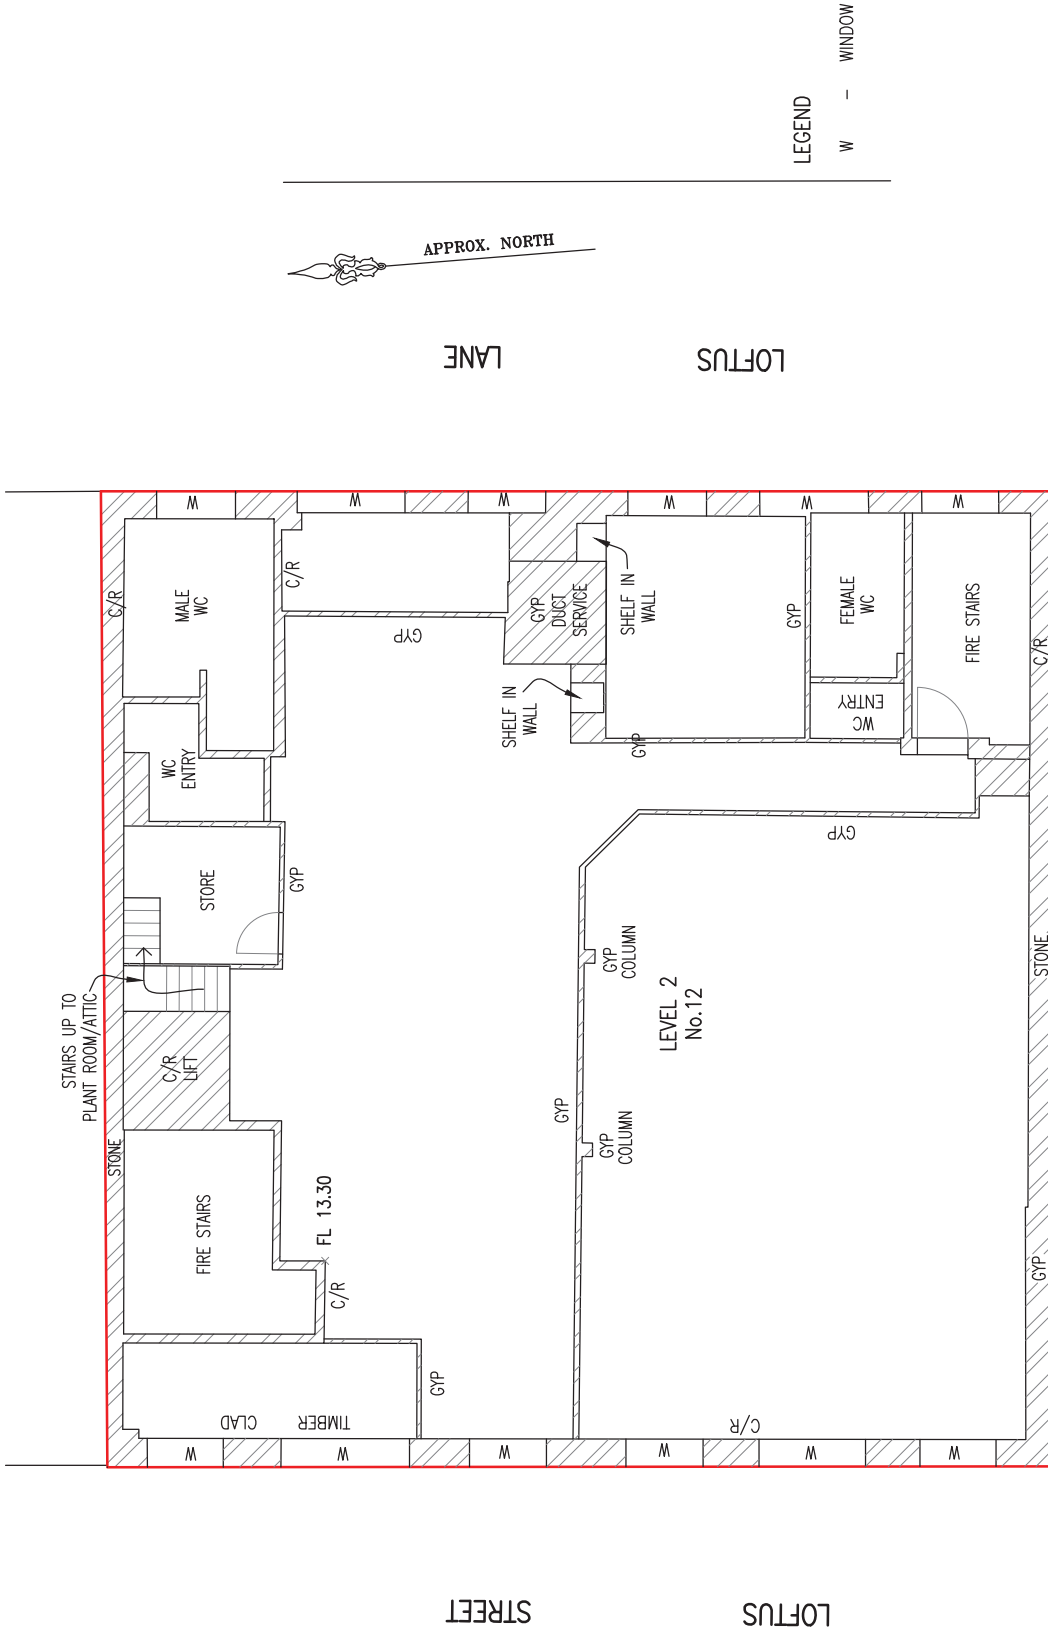 LEGEND
W - WINDOW
APPROX. NORTH
LOFTUS
LANE
W
W
W
W
W
W
C/R
MALE
WC
C/R
GYP
GYP
DUCT
SERVICE
SHELF IN
WALL
GYP
FEMALE
WC
FIRE STAIRS
C/R
WC
ENTRY
SHELF IN
WALL
GYP
WC
ENTRY
GYP
STORE
GYP
GYP
COLUMN
STONE
STAIRS UP TO
PLANT ROOM/ATTIC
LEVEL 2
No.12
C/R
LIFT
STONE
GYP
GYP
COLUMN
FIRE STAIRS
FL 13.30
C/R
GYP
GYP
TIMBER
CLAD
C/R
W
W
W
W
W
W
LOFTUS
STREET